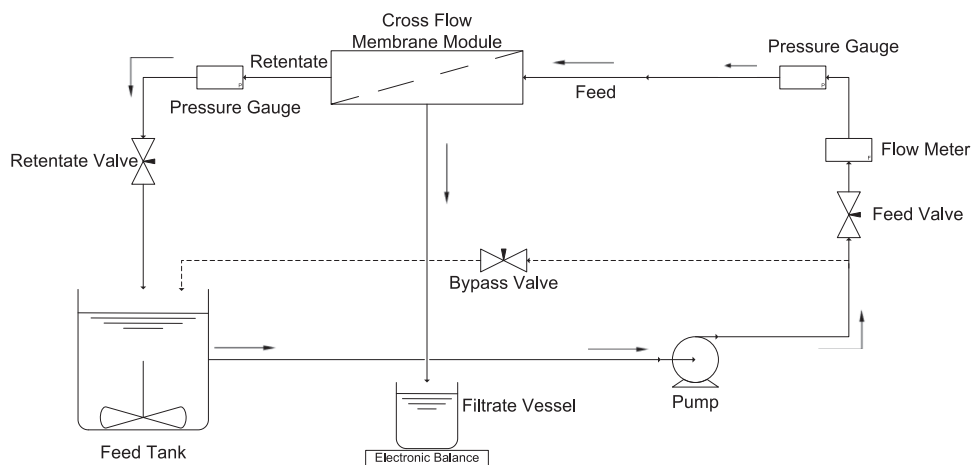 Cross Flow
Membrane Module
Retentate
Pressure Gauge
Pressure Gauge
Feed
P
P
Retentate Valve
Flow Meter
F
Feed Valve
Bypass Valve
Pump
Filtrate Vessel
Feed Tank
Electronic Balance